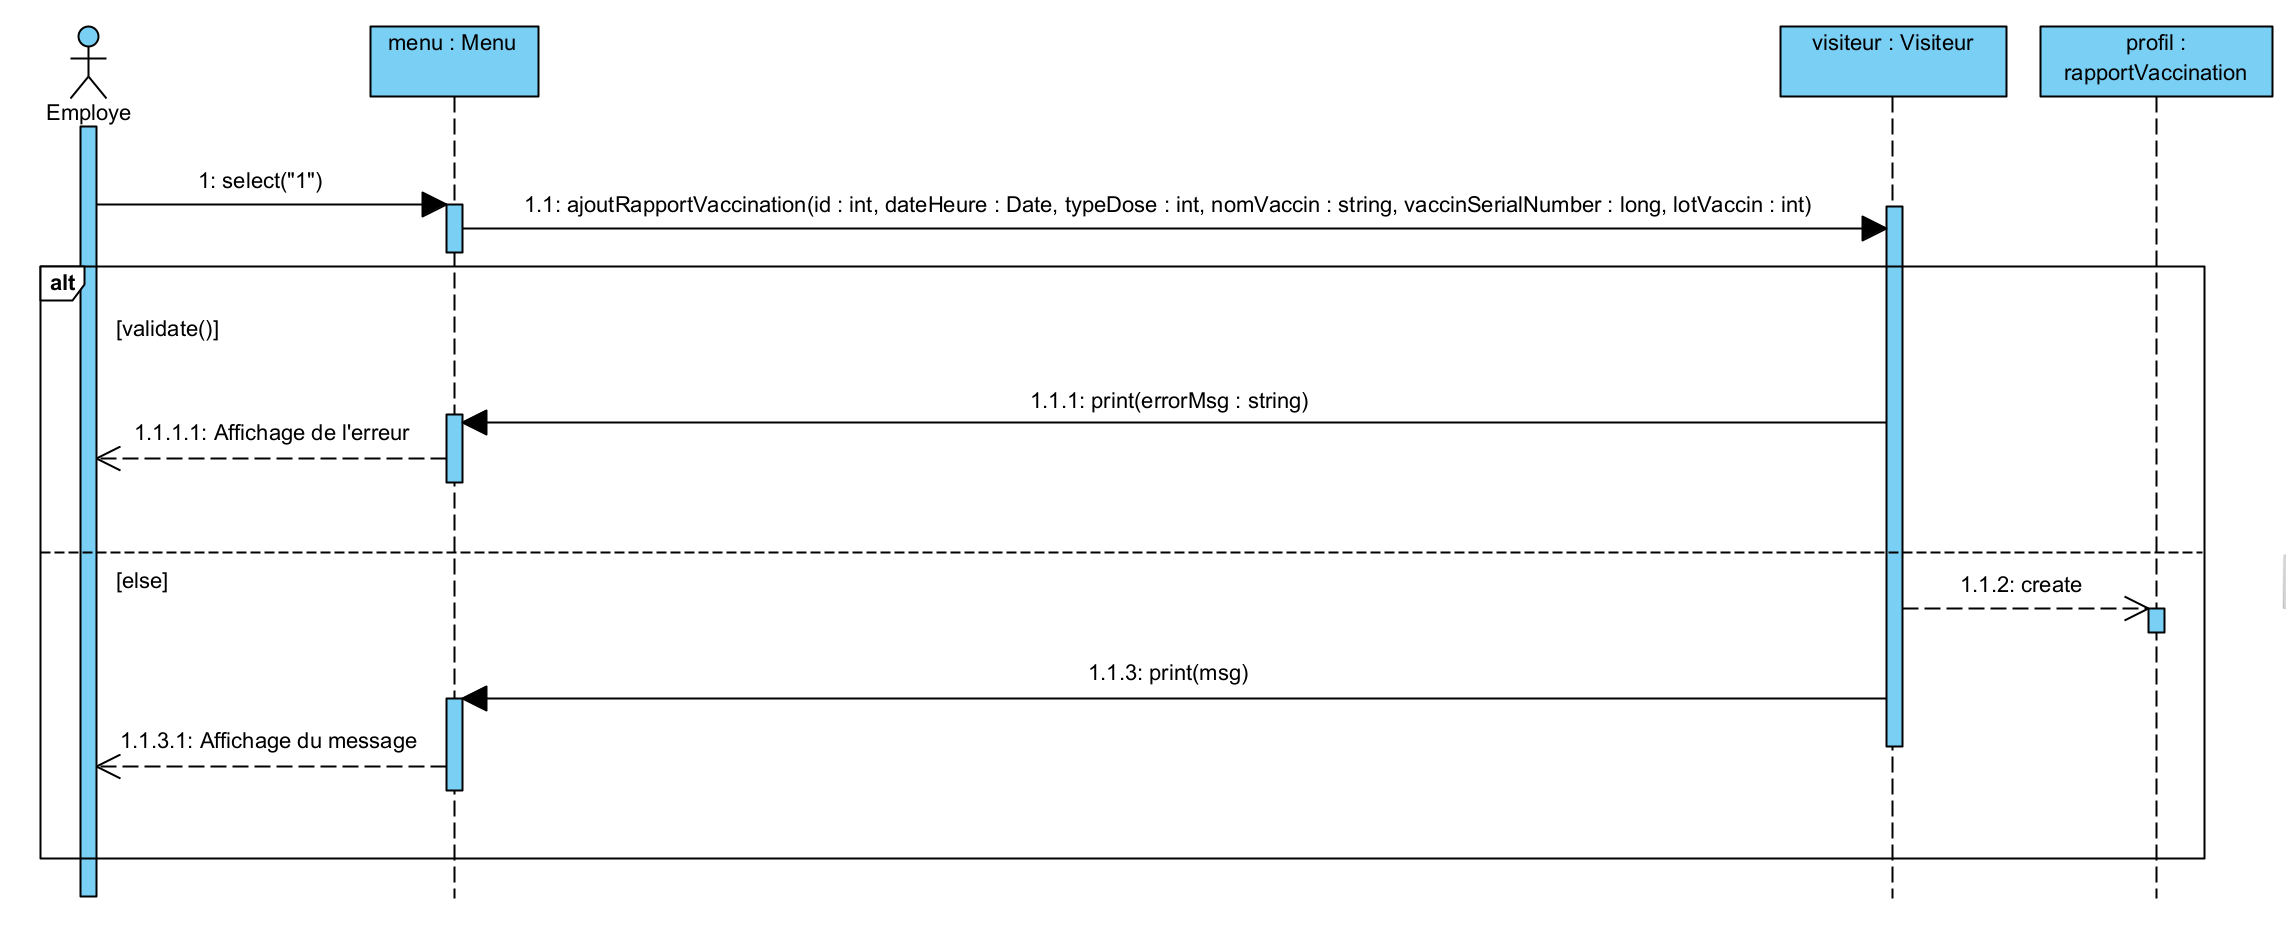 menu : Menu
visiteur : Visiteur
profil :
rapportVaccination
Employe
1: select("1")
1.1: ajoutRapportVaccination(id : int, dateHeure : Date, typeDose : int, nomVaccin : string, vaccinSerialNumber : long, lotVaccin : int)
alt
[validate()]
1.1.1: print(errorMsg : string)
1.1.1.1: Affichage de l'erreur
[else]
1.1.2: create
1.1.3: print(msg)
1.1.3.1: Affichage du message